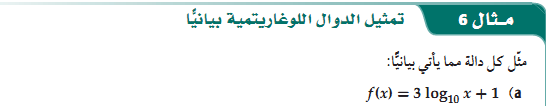 مثال 6 تمثيل الدوال اللوغاريتمية بيانيًّا
مثّل كل دالة مما يأتي بيانيًّا:
f(x) = 3 log₁₀ x + 1 (a